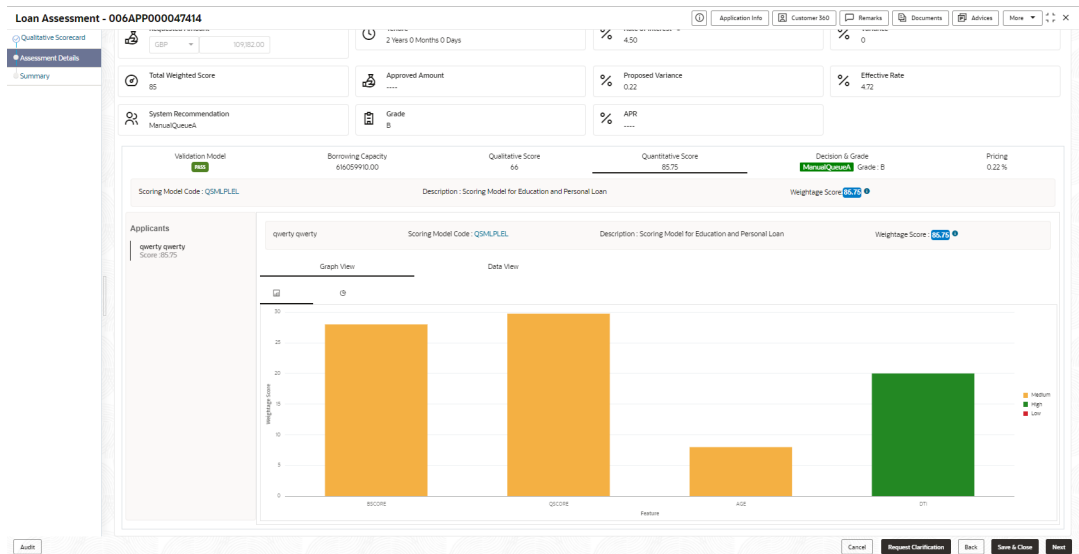 Loan Assessment - 006APP000047414
Application Info
Customer 360
Remarks
Documents
Advices
More
Qualitative Scorecard
Assessment Details
Summary
GBP
109,182.00
2 Years 0 Months 0 Days
4.50
0
Total Weighted Score
85
Approved Amount
----
Proposed Variance
0.22
Effective Rate
4.72
System Recommendation
ManualQueueA
Grade
B
APR
----
Validation Model
PASS
Borrowing Capacity
616059910.00
Qualitative Score
66
Quantitative Score
85.75
Decision & Grade
ManualQueueA Grade : B
Pricing
0.22 %
Scoring Model Code : QSMLPLEL
Description : Scoring Model for Education and Personal Loan
Weightage Score: 85.75
Applicants
qwerty qwerty
Score :85.75
qwerty qwerty
Scoring Model Code : QSMLPLEL
Description : Scoring Model for Education and Personal Loan
Weightage Score : 85.75
Graph View
Data View
30
25
20
15
10
5
0
Weightage Score
BSCORE
QSCORE
AGE
DTI
Feature
Medium
High
Low
Audit
Cancel
Request Clarification
Back
Save & Close
Next